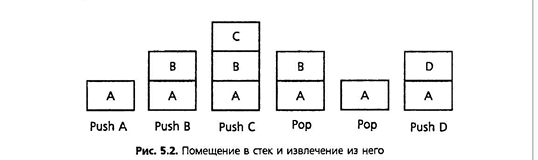 C
B B B D
A A A A A A
Push A Push B Push C Pop Pop Push D
Рис. 5.2. Помещение в стек и извлечение из него